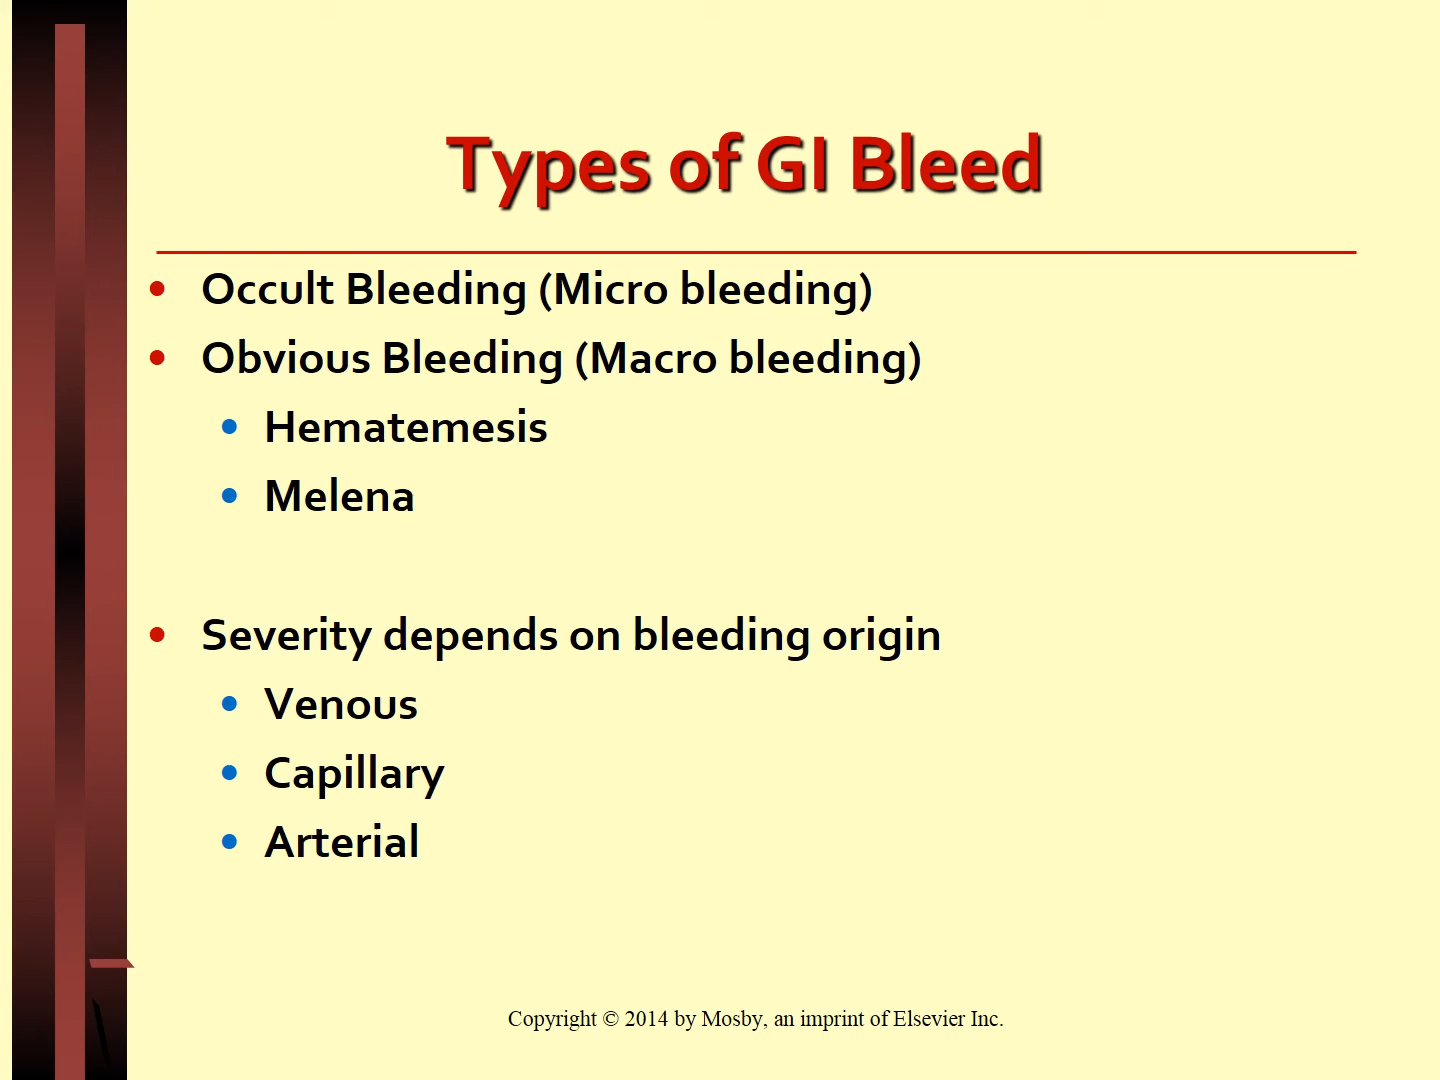 Types of GI Bleed
• Occult Bleeding (Micro bleeding)
• Obvious Bleeding (Macro bleeding)
• Hematemesis
• Melena
• Severity depends on bleeding origin
• Venous
• Capillary
• Arterial
Copyright © 2014 by Mosby, an imprint of Elsevier Inc.